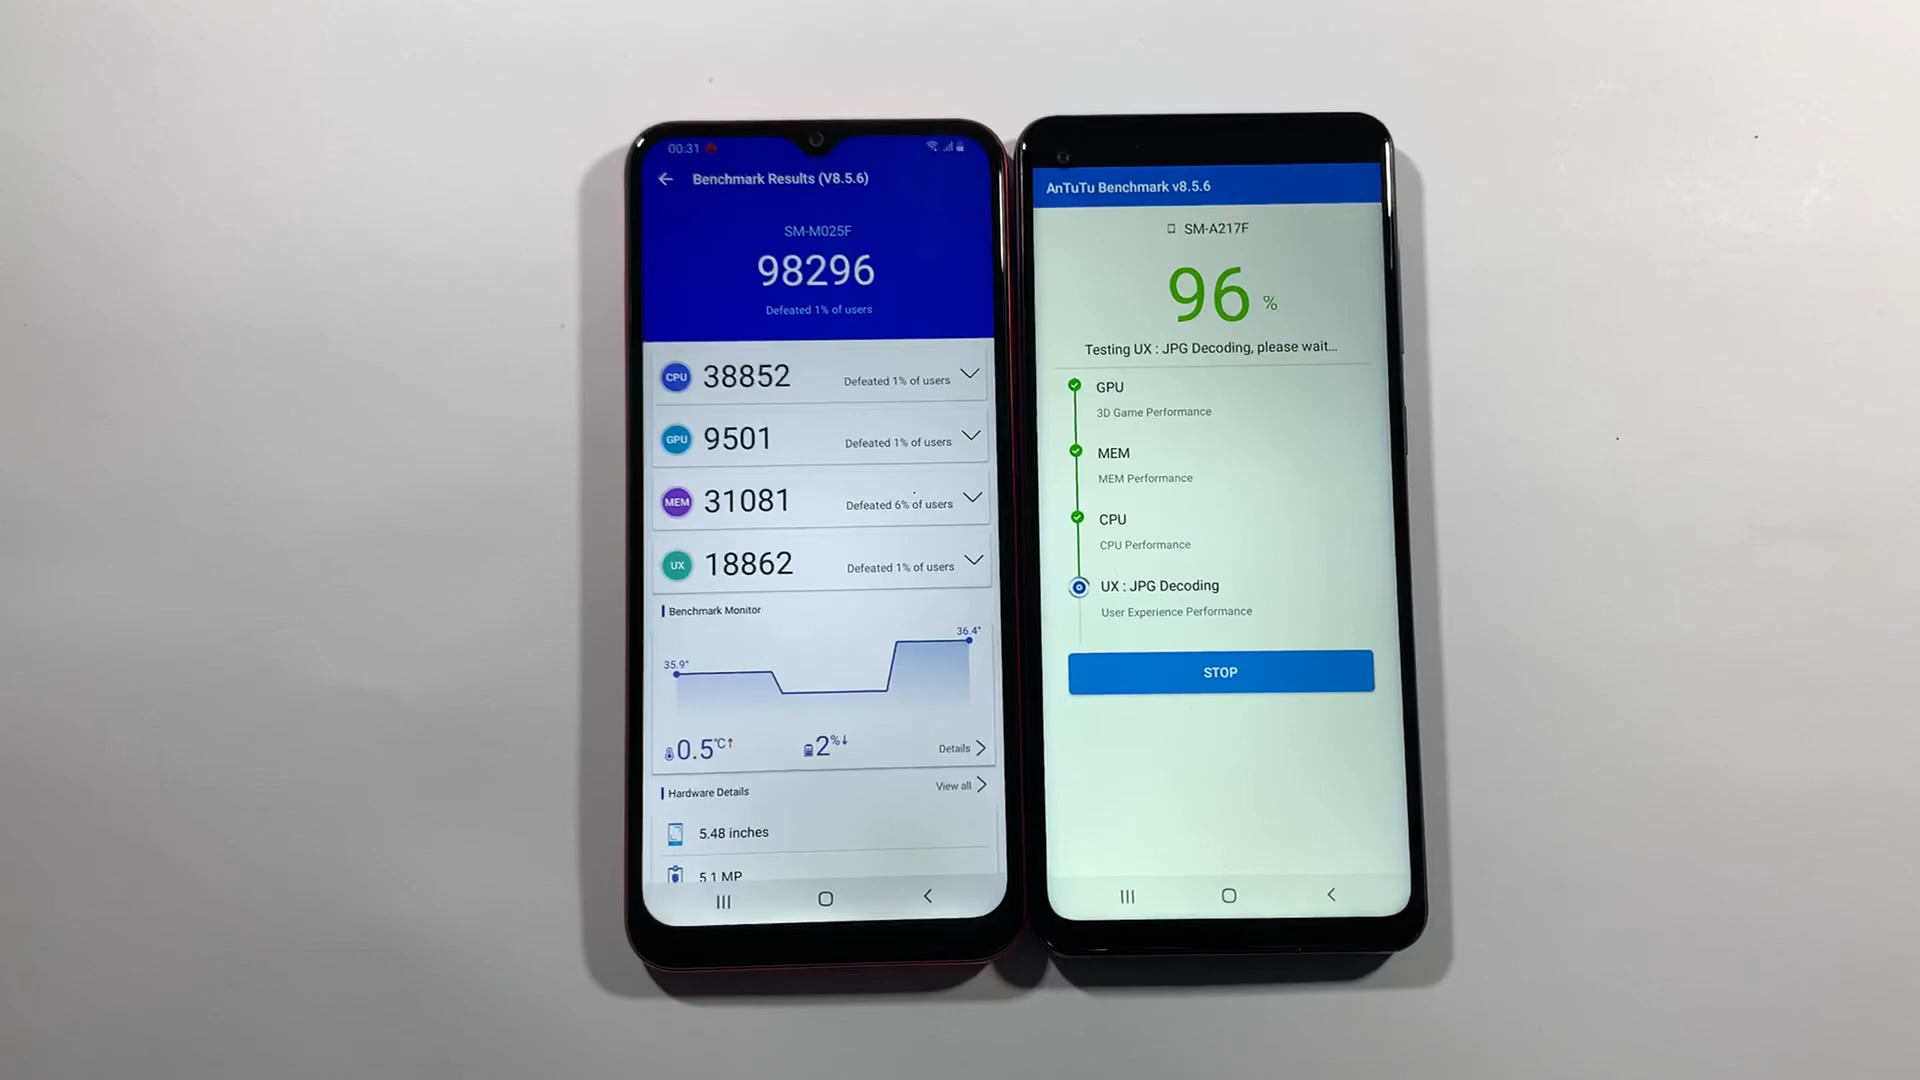 00:31
Benchmark Results (V8.5.6)
SM-M025F
98296
Defeated 1% of users
CPU 38852 Defeated 1% of users
GPU 9501 Defeated 1% of users
MEM 31081 Defeated 6% of users
UX 18862 Defeated 1% of users
Benchmark Monitor
36.4°
35.9°
0.5°C↑ 2%↓ Details
Hardware Details View all
5.48 inches
5.1 MP
AnTuTu Benchmark v8.5.6
SM-A217F
96 %
Testing UX : JPG Decoding, please wait...
GPU
3D Game Performance
MEM
MEM Performance
CPU
CPU Performance
UX : JPG Decoding
User Experience Performance
STOP